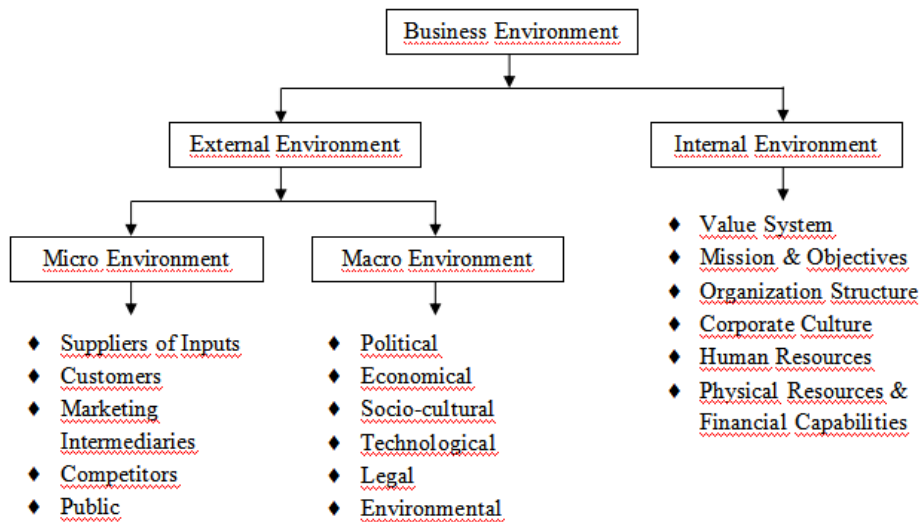 Business Environment
External Environment
Internal Environment
Micro Environment
Macro Environment
♦ Suppliers of Inputs
♦ Customers
♦ Marketing
Intermediaries
♦ Competitors
♦ Public
♦ Political
♦ Economical
♦ Socio-cultural
♦ Technological
♦ Legal
♦ Environmental
♦ Value System
♦ Mission & Objectives
♦ Organization Structure
♦ Corporate Culture
♦ Human Resources
♦ Physical Resources &
Financial Capabilities